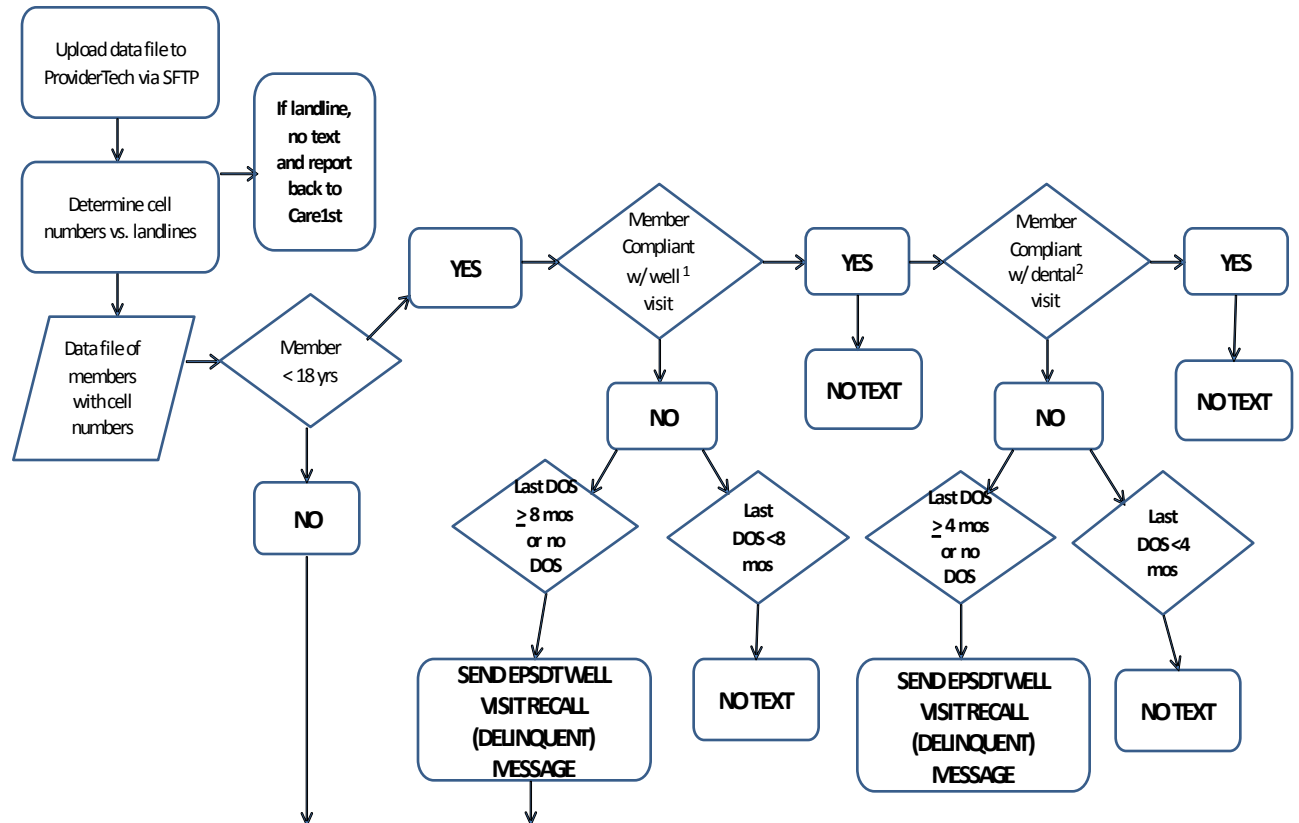 Upload data file to
ProviderTech via SFTP
If landline,
no text
and report
back to
Care1st
Determine cell
numbers vs. landlines
Data file of
members
with cell
numbers
Member
< 18 yrs
NO
YES
Member
Compliant
w/ well 1
visit
YES
NO TEXT
Member
Compliant
w/ dental2
visit
YES
NO TEXT
NO
Last DOS
≥ 8 mos
or no
DOS
Last
DOS <8
mos
SEND EPSDT WELL
VISIT RECALL
(DELINQUENT)
MESSAGE
NO TEXT
NO
Last DOS
≥ 4 mos
or no
DOS
Last
DOS <4
mos
SEND EPSDT WELL
VISIT RECALL
(DELINQUENT)
MESSAGE
NO TEXT